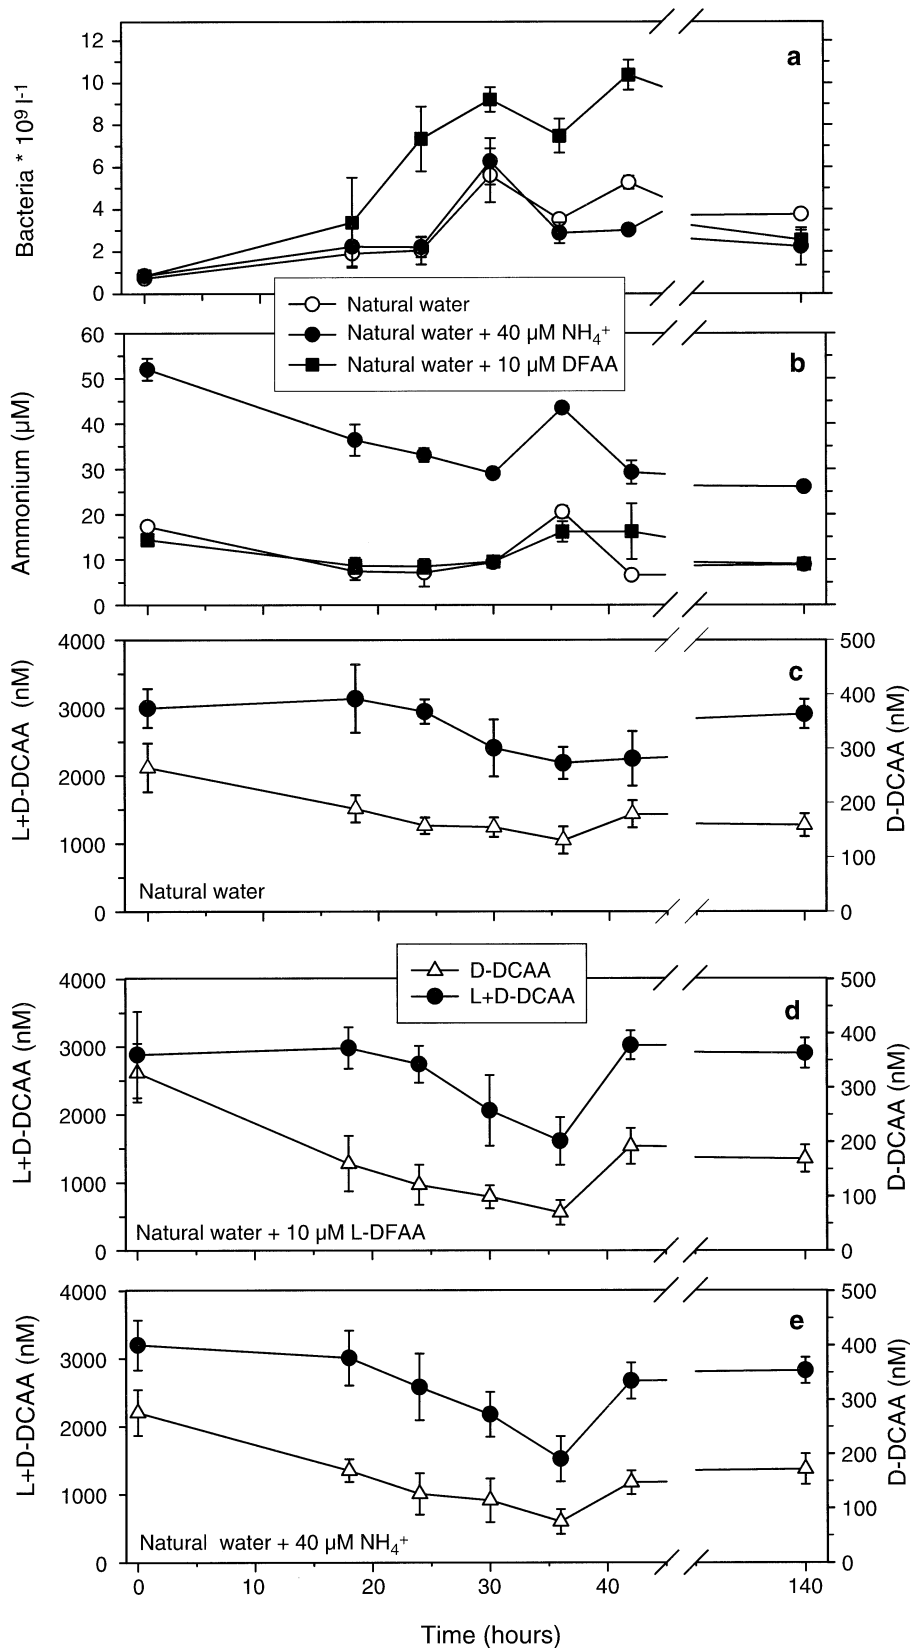 a
Bacteria * 10⁹ l⁻¹
12
10
8
6
4
2
0
Natural water
Natural water + 40 µM NH₄⁺
Natural water + 10 µM DFAA
b
Ammonium (µM)
60
50
40
30
20
10
0
c
L+D-DCAA (nM)
4000
3000
2000
1000
0
D-DCAA (nM)
500
400
300
200
100
0
Natural water
D-DCAA
L+D-DCAA
d
L+D-DCAA (nM)
4000
3000
2000
1000
0
D-DCAA (nM)
500
400
300
200
100
0
Natural water + 10 µM L-DFAA
e
L+D-DCAA (nM)
4000
3000
2000
1000
0
D-DCAA (nM)
500
400
300
200
100
0
Natural water + 40 µM NH₄⁺
0 10 20 30 40 140
Time (hours)